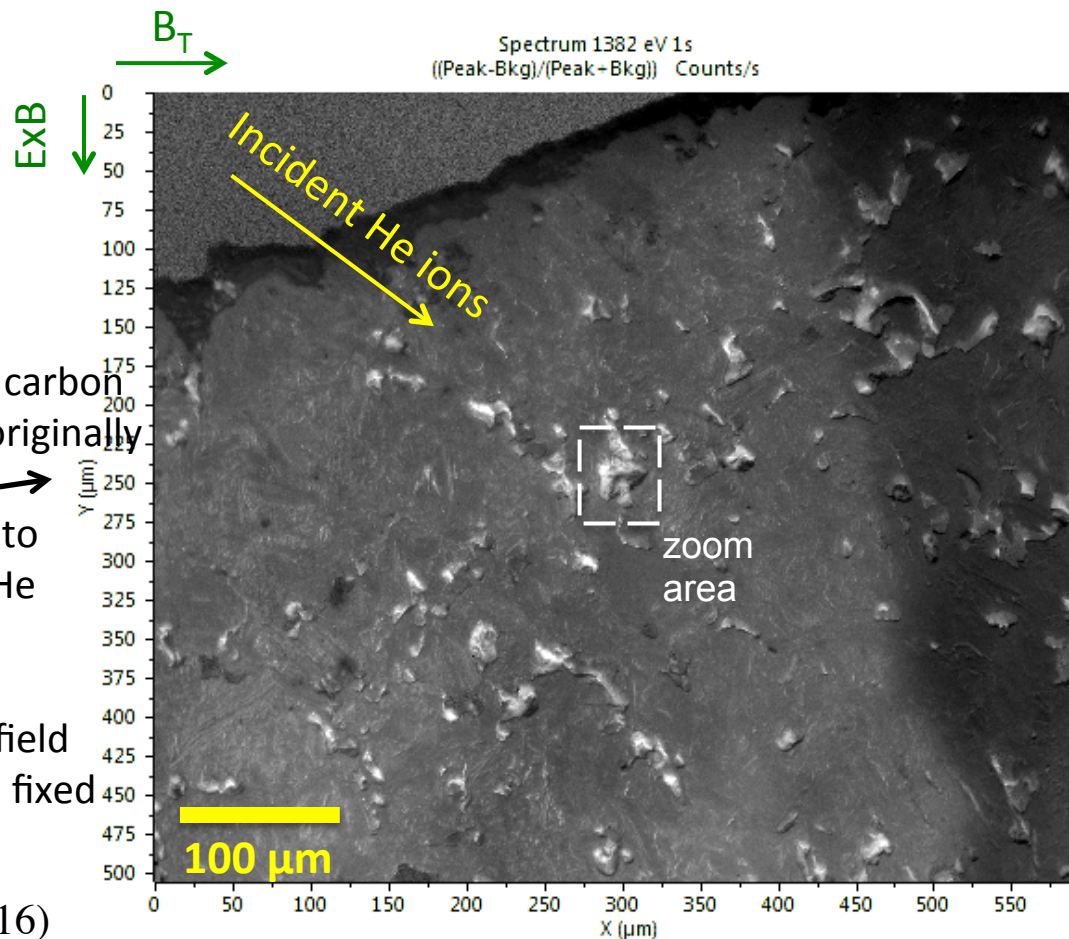 B_T
Spectrum 1382 eV 1s
((Peak-Bkg)/(Peak+Bkg)) Counts/s
ExB
0
25
50
75
100
125
150
175
200
225
250
275
300
325
350
375
400
425
450
475
500
Y (µm)
Incident He ions
carbon
originally
to
He
field
fixed
16)
zoom
area
100 µm
0 50 100 150 200 250 300 350 400 450 500 550
X (µm)